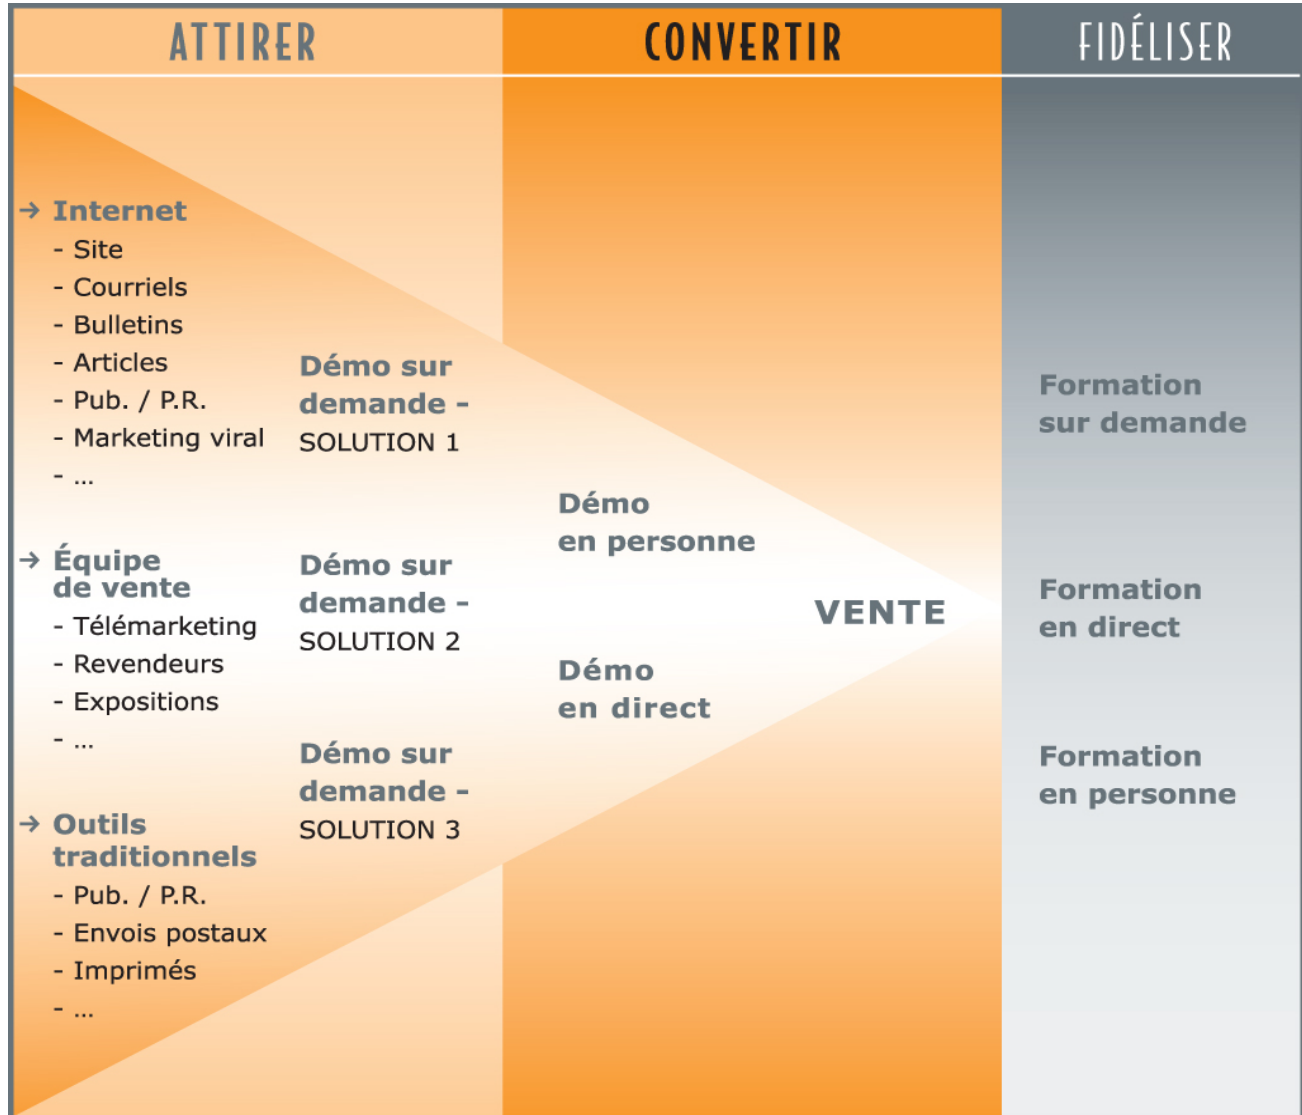 ATTIRER
CONVERTIR
FIDÉLISER
→ Internet
- Site
- Courriels
- Bulletins
- Articles
- Pub. / P.R.
- Marketing viral
- ...
→ Équipe
de vente
- Télémarketing
- Revendeurs
- Expositions
- ...
→ Outils
traditionnels
- Pub. / P.R.
- Envois postaux
- Imprimés
- ...
Démo sur
demande -
SOLUTION 1
Démo sur
demande -
SOLUTION 2
Démo sur
demande -
SOLUTION 3
Démo
en personne
Démo
en direct
VENTE
Formation
sur demande
Formation
en direct
Formation
en personne